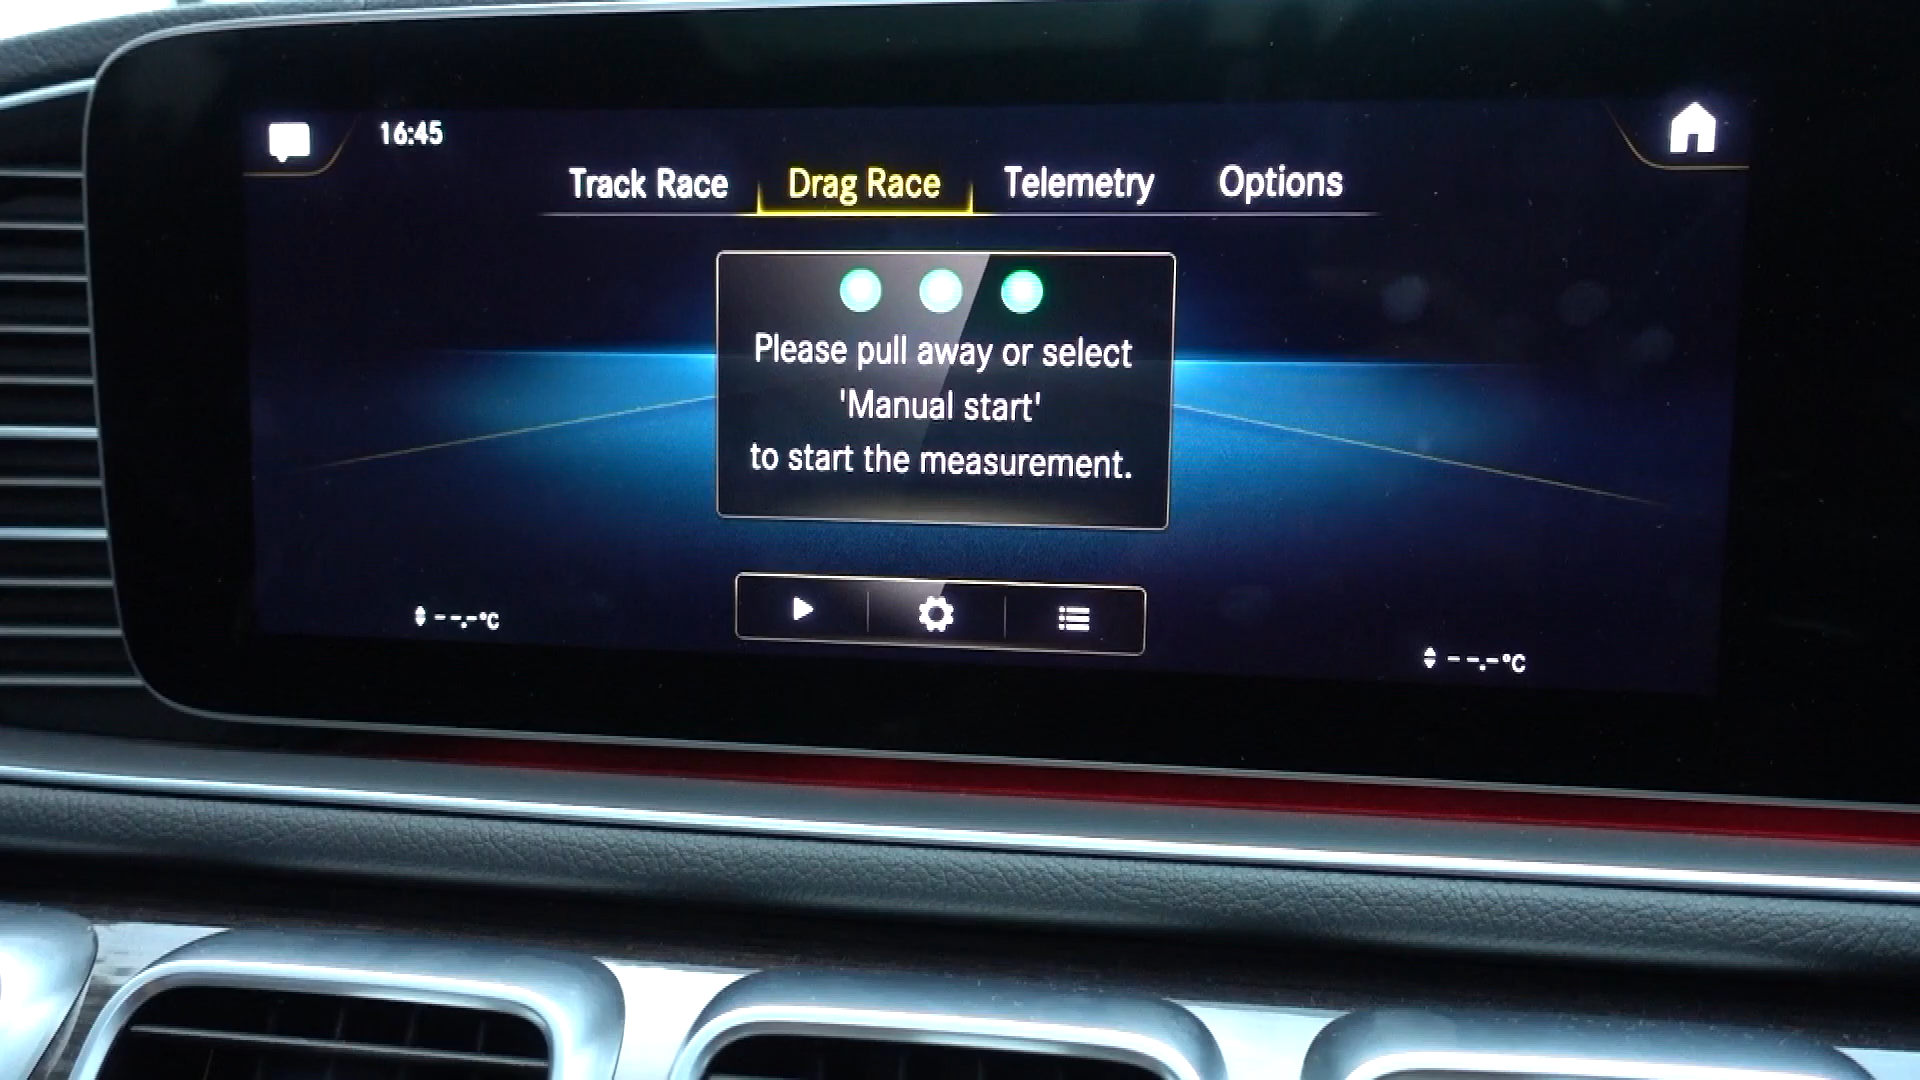 16:45
Track Race
Drag Race
Telemetry
Options
Please pull away or select
'Manual start'
to start the measurement.
--.-°C
--.-°C